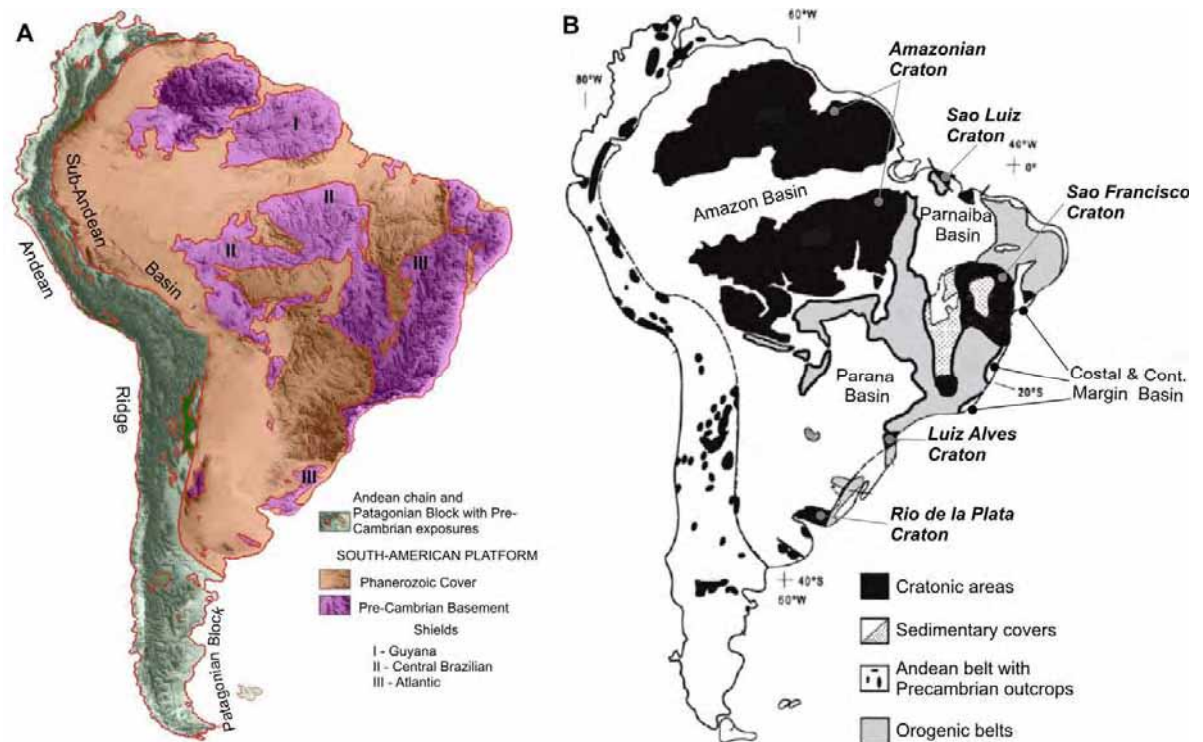 A
I
II
II
III
III
Sub-Andean
Basin
Andean
Ridge
Patagonian Block
Andean chain and
Patagonian Block with Pre-
Cambrian exposures
SOUTH-AMERICAN PLATFORM
Phanerozoic Cover
Pre-Cambrian Basement
Shields
I - Guyana
II - Central Brazilian
III - Atlantic
B
60°W
80°W
Amazonian
Craton
Sao Luiz
Craton
40°W
0°
Sao Francisco
Craton
Amazon Basin
Parnaiba
Basin
Parana
Basin
Costal & Cont.
Margin Basin
20°S
Luiz Alves
Craton
Rio de la Plata
Craton
40°S
60°W
Cratonic areas
Sedimentary covers
Andean belt with
Precambrian outcrops
Orogenic belts